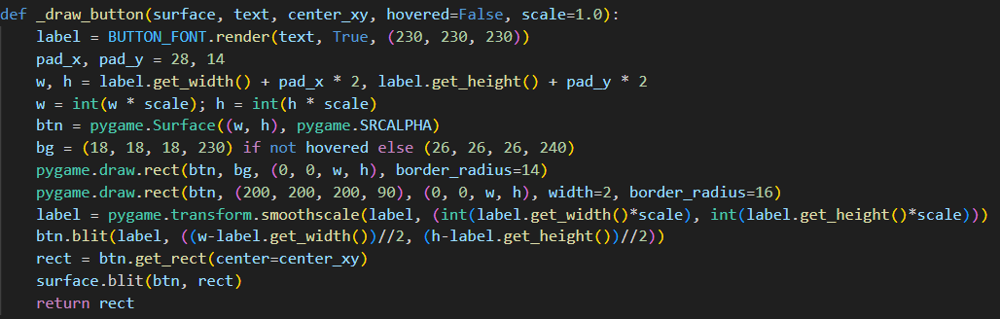 def _draw_button(surface, text, center_xy, hovered=False, scale=1.0):
    label = BUTTON_FONT.render(text, True, (230, 230, 230))
    pad_x, pad_y = 28, 14
    w, h = label.get_width() + pad_x * 2, label.get_height() + pad_y * 2
    w = int(w * scale); h = int(h * scale)
    btn = pygame.Surface((w, h), pygame.SRCALPHA)
    bg = (18, 18, 18, 230) if not hovered else (26, 26, 26, 240)
    pygame.draw.rect(btn, bg, (0, 0, w, h), border_radius=14)
    pygame.draw.rect(btn, (200, 200, 200, 90), (0, 0, w, h), width=2, border_radius=16)
    label = pygame.transform.smoothscale(label, (int(label.get_width()*scale), int(label.get_height()*scale)))
    btn.blit(label, ((w-label.get_width())//2, (h-label.get_height())//2))
    rect = btn.get_rect(center=center_xy)
    surface.blit(btn, rect)
    return rect